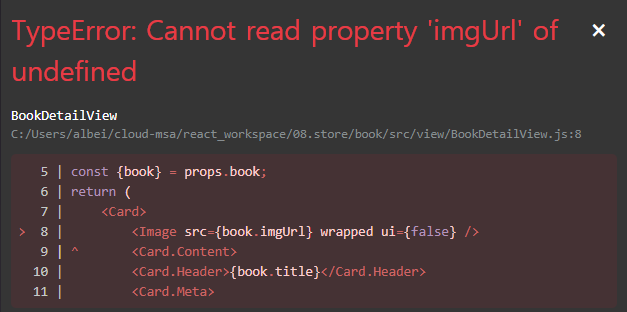 TypeError: Cannot read property 'imgUrl' of ×
undefined
BookDetailView
C:/Users/albei/cloud-msa/react_workspace/08.store/book/src/view/BookDetailView.js:8
5 | const {book} = props.book;
6 | return (
7 |     <Card>
> 8 |         <Image src={book.imgUrl} wrapped ui={false} />
9 | ^       <Card.Content>
10 |         <Card.Header>{book.title}</Card.Header>
11 |         <Card.Meta>